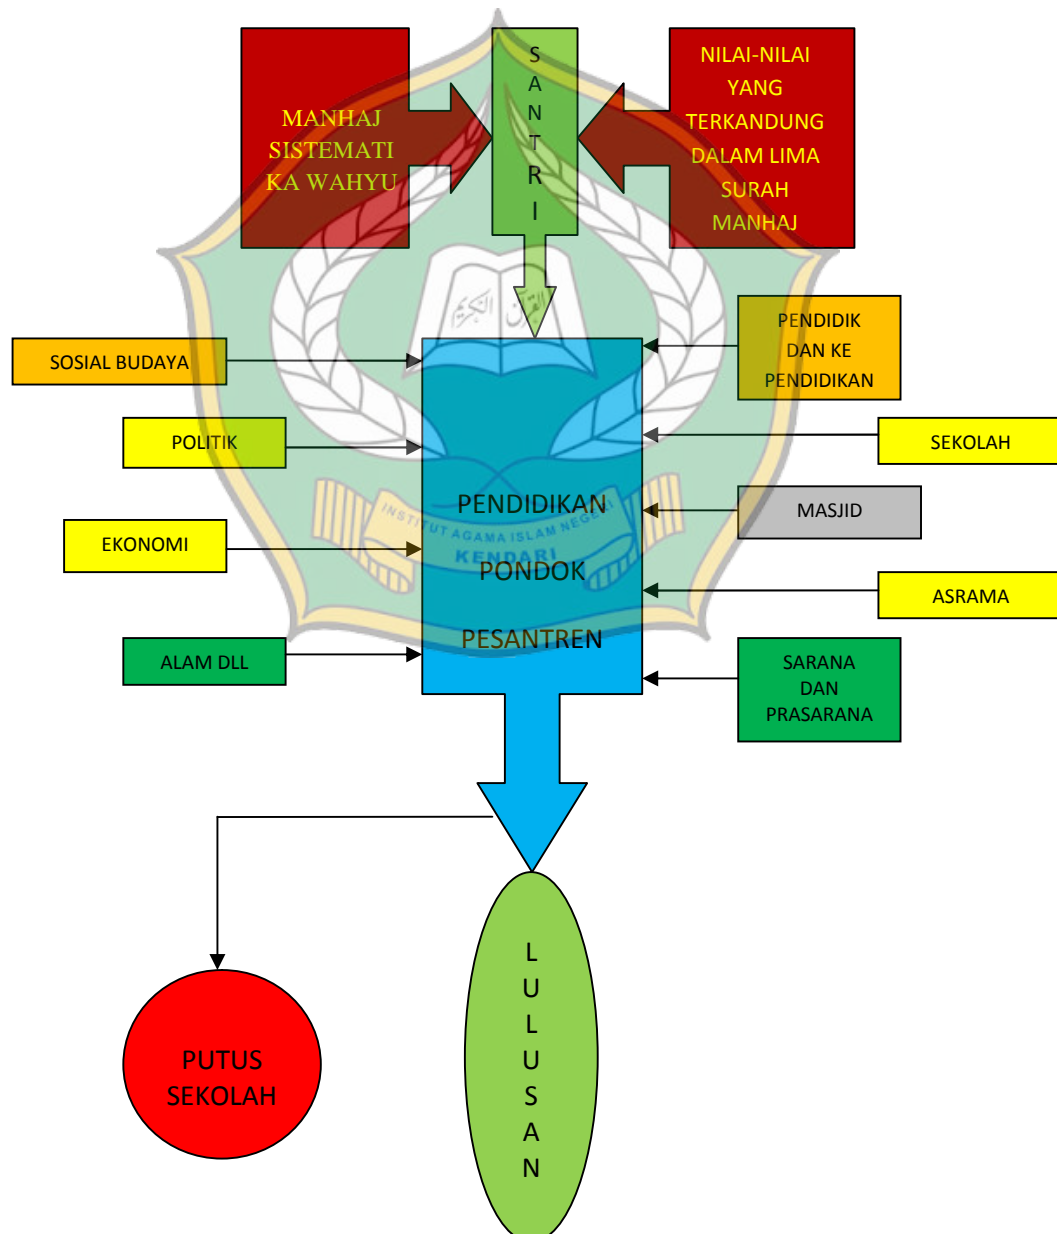 MANHAJ
SISTEMATI
KA WAHYU
S
A
N
T
R
I
NILAI-NILAI
YANG
TERKANDUNG
DALAM LIMA
SURAH
MANHAJ
القرآن الكريم
SOSIAL BUDAYA
PENDIDIK
DAN KE
PENDIDIKAN
POLITIK
SEKOLAH
EKONOMI
MASJID
ALAM DLL
ASRAMA
SARANA
DAN
PRASARANA
PENDIDIKAN
PONDOK
PESANTREN
INSTITUT AGAMA ISLAM NEGERI
KENDARI
PUTUS
SEKOLAH
L
U
L
U
S
A
N